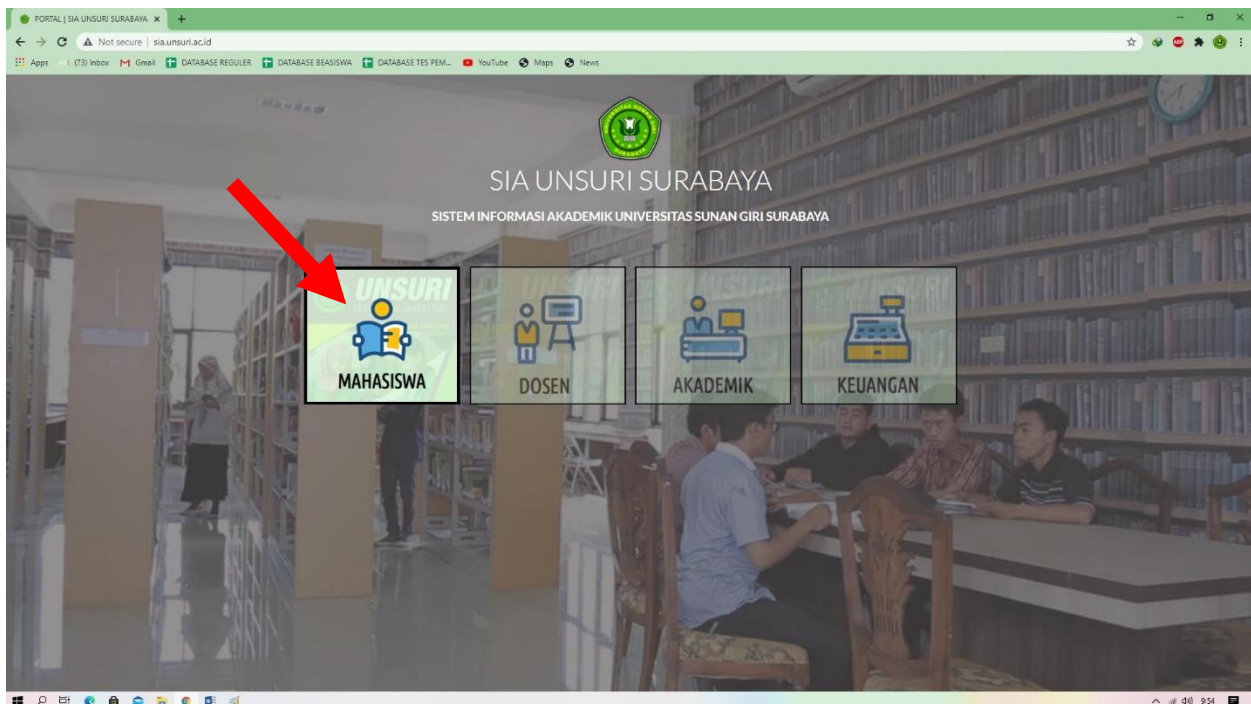 PORTAL | SIA UNSURI SURABAYA
Not secure | sia.unsuri.ac.id
Apps (73) Inbox Gmail DATABASE REGULER DATABASE BEASISWA DATABASE TES PEM... YouTube Maps News
SIA UNSURI SURABAYA
SISTEM INFORMASI AKADEMIK UNIVERSITAS SUNAN GIRI SURABAYA
UNSURI
MAHASISWA DOSEN AKADEMIK KEUANGAN
9:54